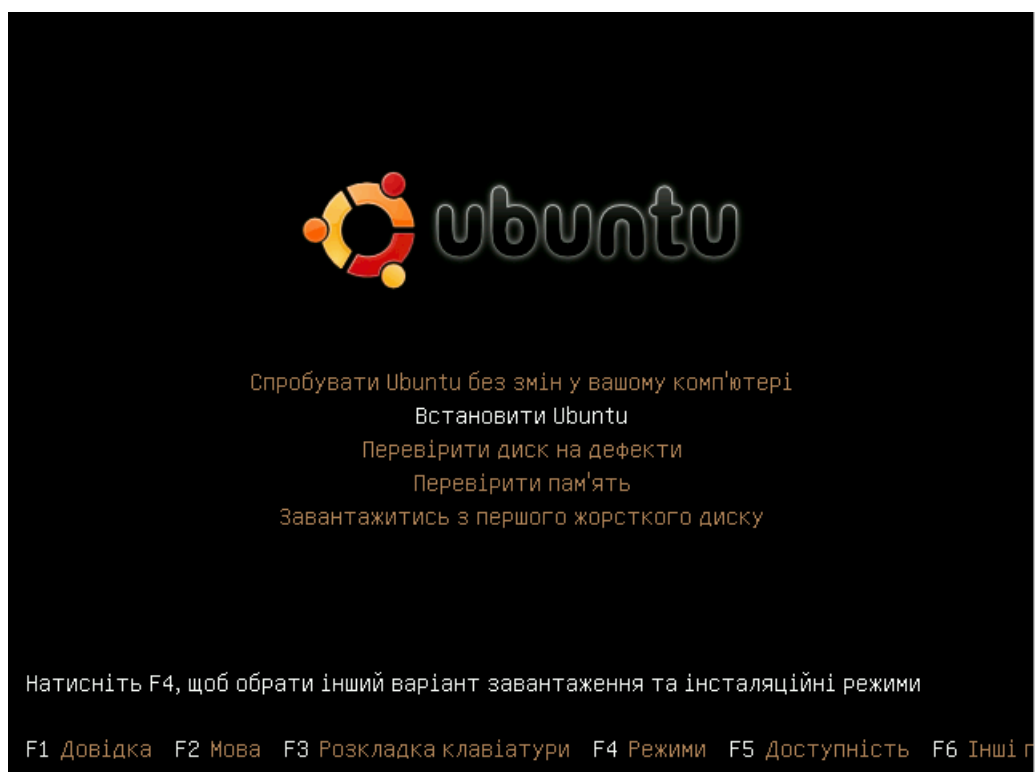 ubuntu
Спробувати Ubuntu без змін у вашому комп'ютері
Встановити Ubuntu
Перевірити диск на дефекти
Перевірити пам'ять
Завантажитись з першого жорсткого диску
Натисніть F4, щоб обрати інший варіант завантаження та інсталяційні режими
F1 Довідка F2 Мова F3 Розкладка клавіатури F4 Режими F5 Доступність F6 Інші